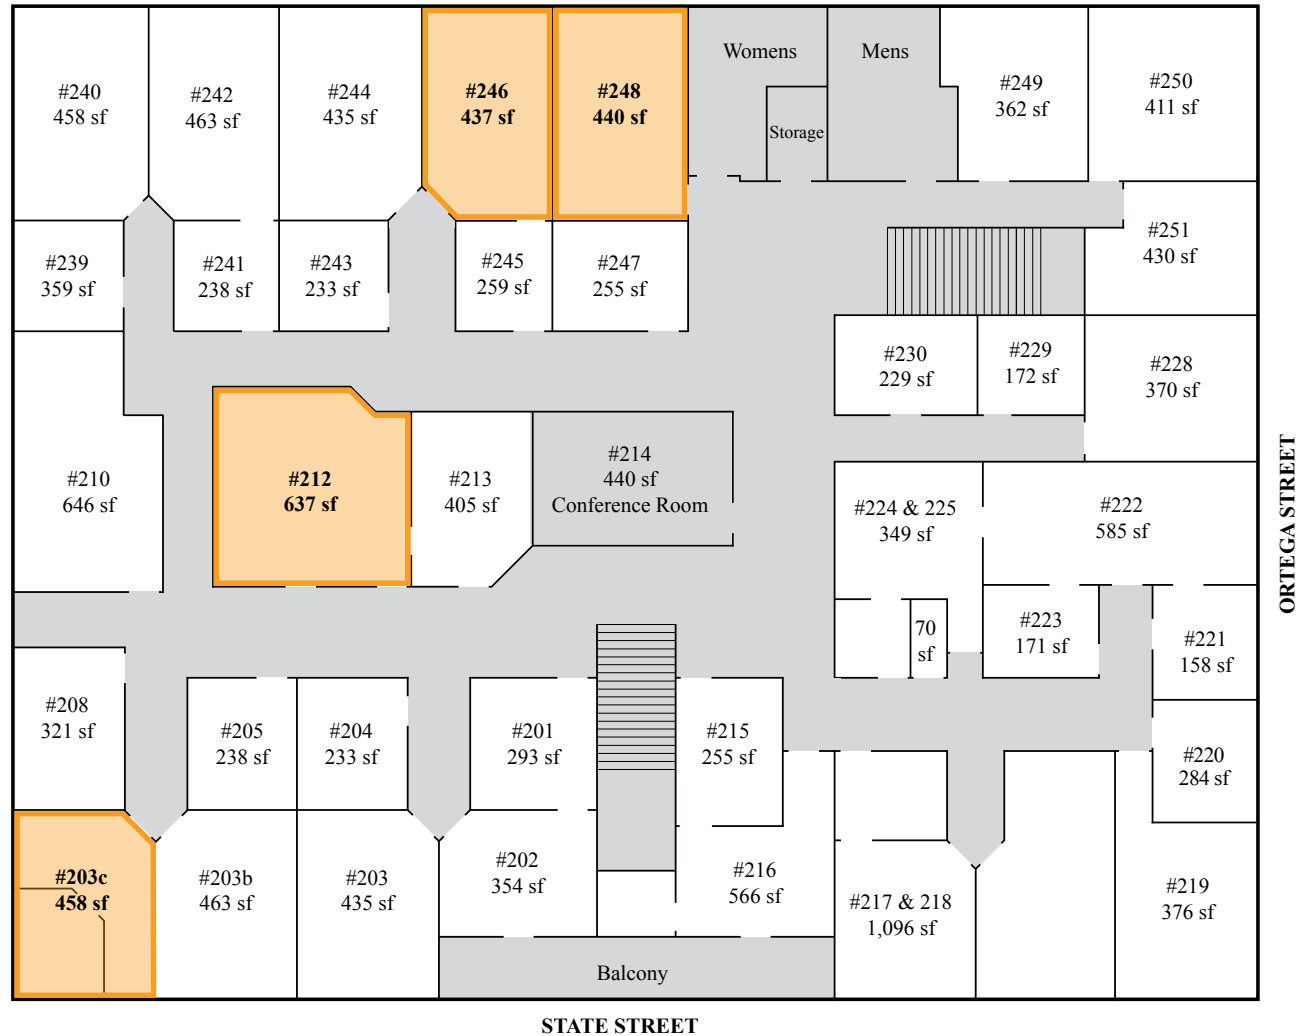 #240
458 sf
#242
463 sf
#244
435 sf
#246
437 sf
#248
440 sf
Womens
Storage
Mens
#249
362 sf
#250
411 sf
#239
359 sf
#241
238 sf
#243
233 sf
#245
259 sf
#247
255 sf
#251
430 sf
#230
229 sf
#229
172 sf
#228
370 sf
#210
646 sf
#212
637 sf
#213
405 sf
#214
440 sf
Conference Room
#224 & 225
349 sf
#222
585 sf
ORTEGA STREET
70
sf
#223
171 sf
#221
158 sf
#208
321 sf
#205
238 sf
#204
233 sf
#201
293 sf
#215
255 sf
#220
284 sf
#203c
458 sf
#203b
463 sf
#203
435 sf
#202
354 sf
#216
566 sf
#217 & 218
1,096 sf
#219
376 sf
Balcony
STATE STREET